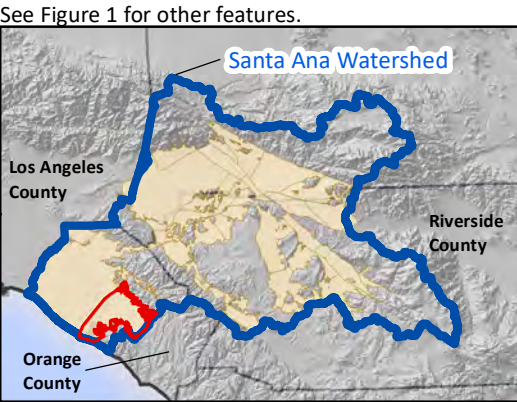 See Figure 1 for other features.
Santa Ana Watershed
Los Angeles
County
Riverside
County
Orange
County